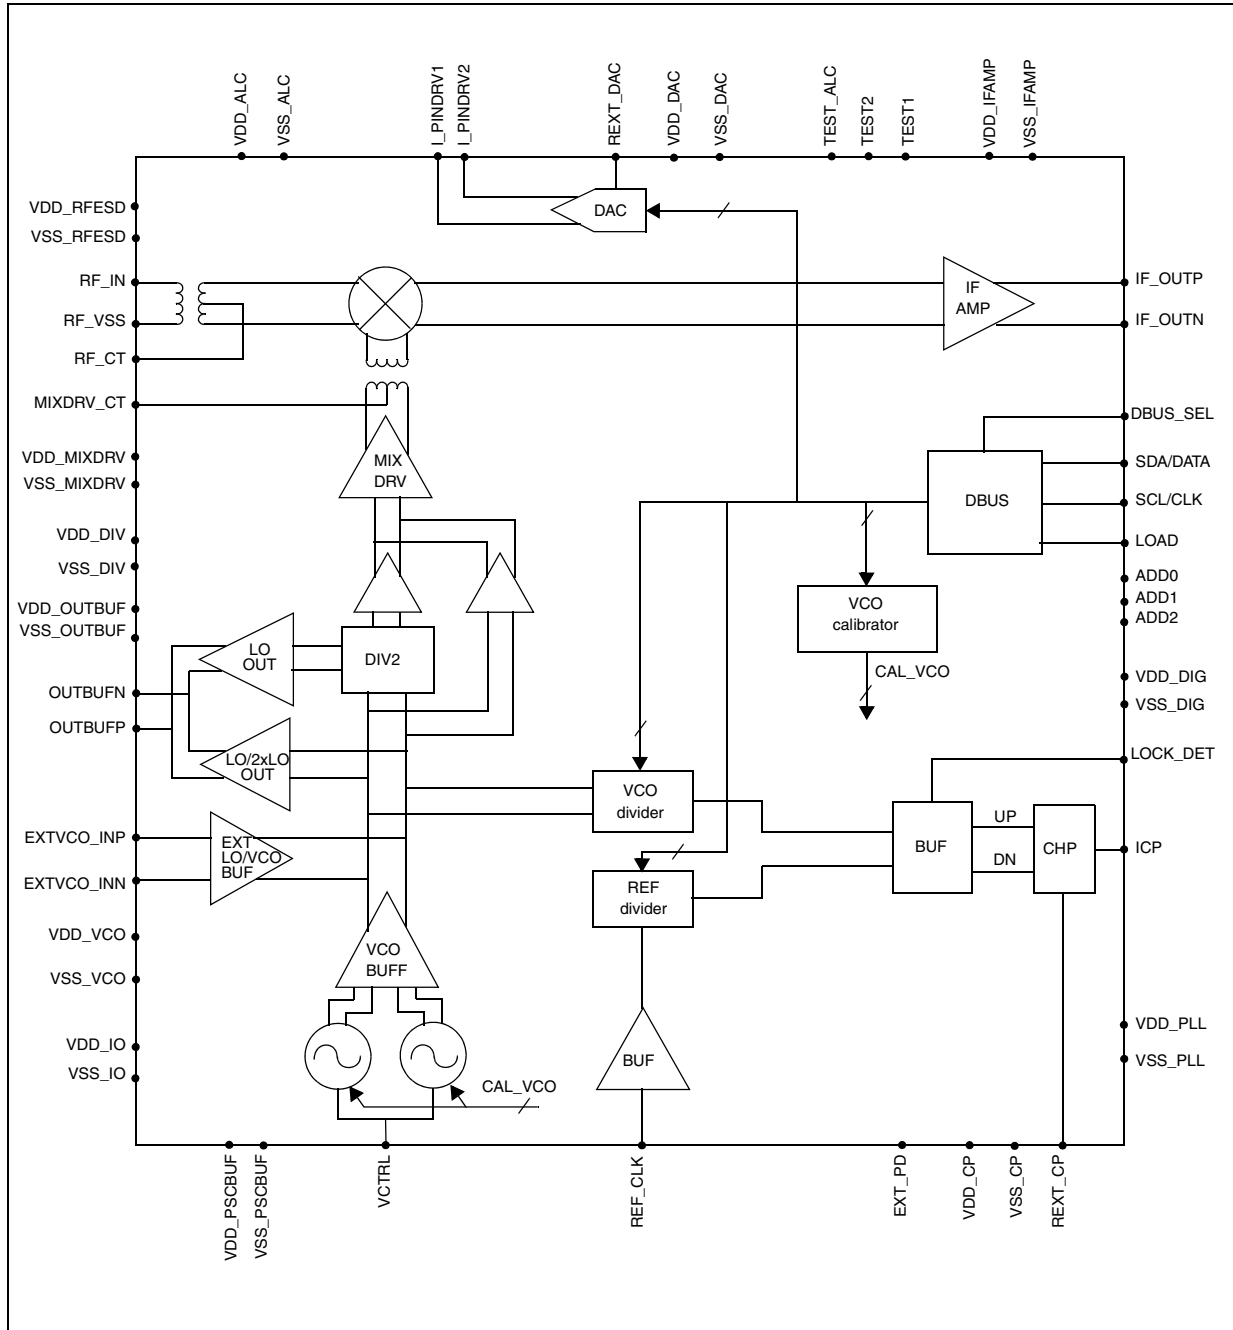 VDD_ALC
VSS_ALC
I_PINDRV1
I_PINDRV2
REXT_DAC
VDD_DAC
VSS_DAC
TEST_ALC
TEST2
TEST1
VDD_IFAMP
VSS_IFAMP
VDD_RFESD
VSS_RFESD
RF_IN
RF_VSS
RF_CT
MIXDRV_CT
VDD_MIXDRV
VSS_MIXDRV
VDD_DIV
VSS_DIV
VDD_OUTBUF
VSS_OUTBUF
OUTBUFN
OUTBUFP
EXTVCO_INP
EXTVCO_INN
VDD_VCO
VSS_VCO
VDD_IO
VSS_IO
DAC
IF
AMP
MIX
DRV
DBUS
VCO
calibrator
CAL_VCO
LO
OUT
DIV2
LO/2xLO
OUT
EXT
LO/VCO
BUF
VCO
divider
REF
divider
BUF
UP
DN
CHP
VCO
BUFF
BUF
CAL_VCO
IF_OUTP
IF_OUTN
DBUS_SEL
SDA/DATA
SCL/CLK
LOAD
ADD0
ADD1
ADD2
VDD_DIG
VSS_DIG
LOCK_DET
ICP
VDD_PLL
VSS_PLL
VDD_PSCBUF
VSS_PSCBUF
VCTRL
REF_CLK
EXT_PD
VDD_CP
VSS_CP
REXT_CP